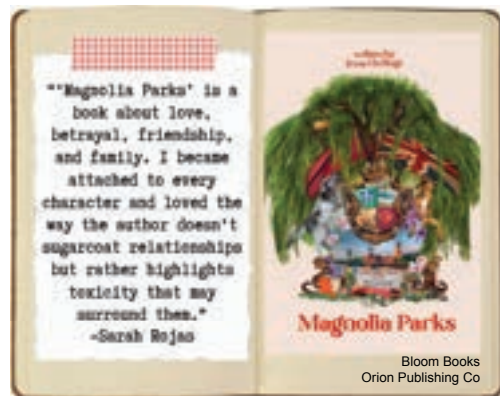 "'Magnolia Parks' is a
book about love,
betrayal, friendship,
and family. I became
attached to every
character and loved the
way the author doesn't
sugarcoat relationships
but rather highlights
toxicity that may
surround them."
-Sarah Rojas
written by
Magnolia Parks
Bloom Books
Orion Publishing Co